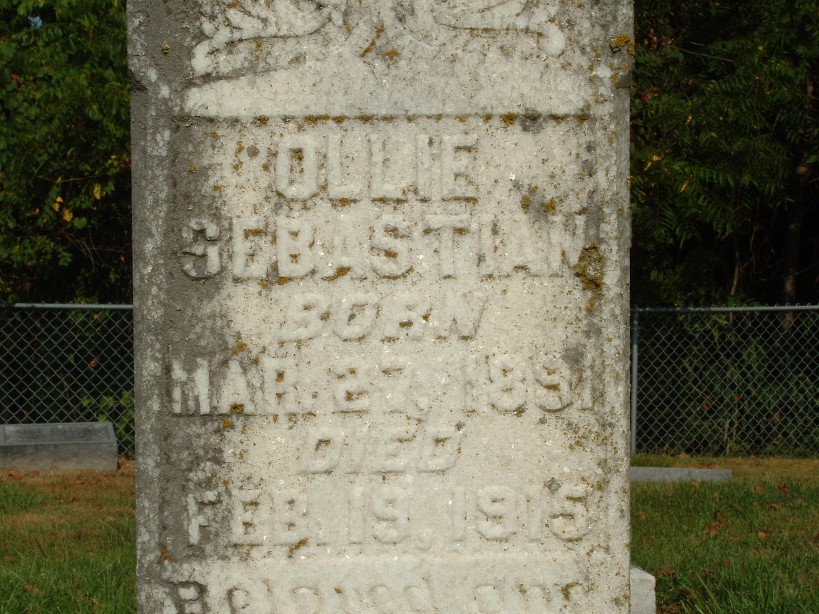 OLLIE
SEBASTIAN
BORN
MAR. 27, 1891
DIED
FEB. 19, 1915